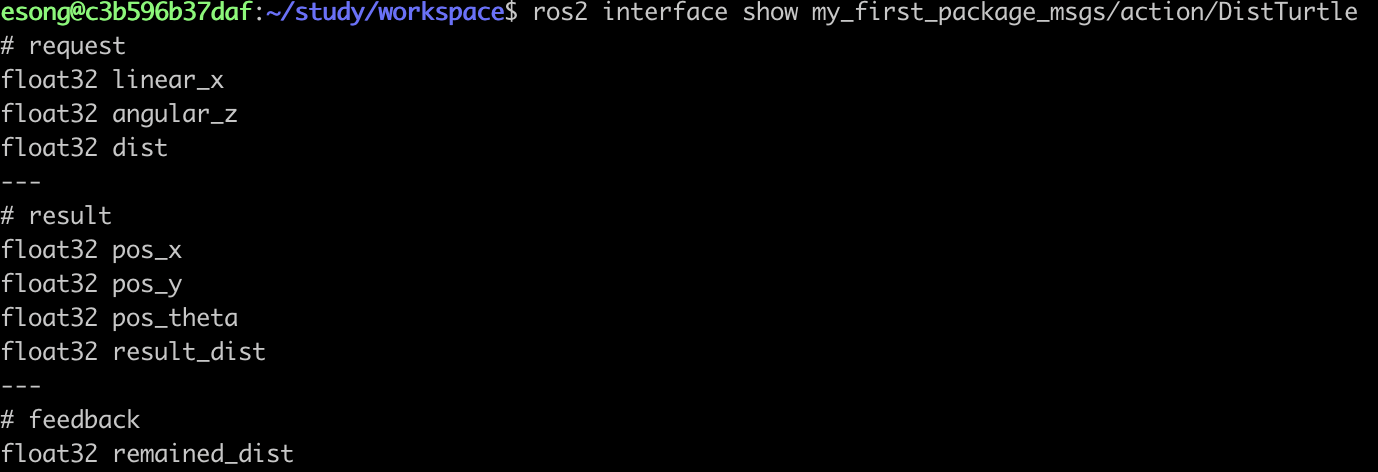 esong@c3b596b37daf:~/study/workspace$ ros2 interface show my_first_package_msgs/action/DistTurtle
# request
float32 linear_x
float32 angular_z
float32 dist
---
# result
float32 pos_x
float32 pos_y
float32 pos_theta
float32 result_dist
---
# feedback
float32 remained_dist